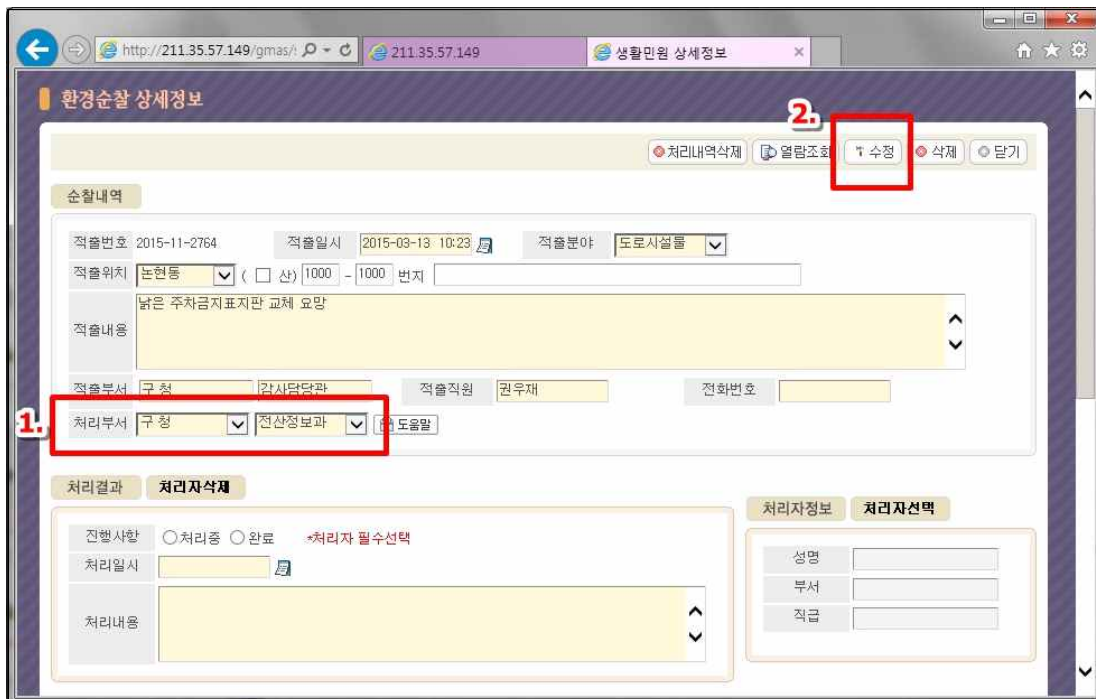 http://211.35.57.149/gmas/: 211.35.57.149 생활민원 상세정보
환경순찰 상세정보
2.
처리내역삭제 열람조회 수정 삭제 닫기
순찰내역
적출번호 2015-11-2764 적출일시 2015-03-13 10:23 적출분야 도로시설물
적출위치 논현동 ( 산) 1000 - 1000 번지
낡은 주차금지표지판 교체 요망
적출내용
적출부서 구 청 감사담당관 적출직원 권우재 전화번호
1. 처리부서 구 청 전산정보과 도움말
처리결과 처리자삭제
처리자정보 처리자선택
진행사항 처리중 완료 *처리자 필수선택
성명
처리일시
부서
처리내용
직급